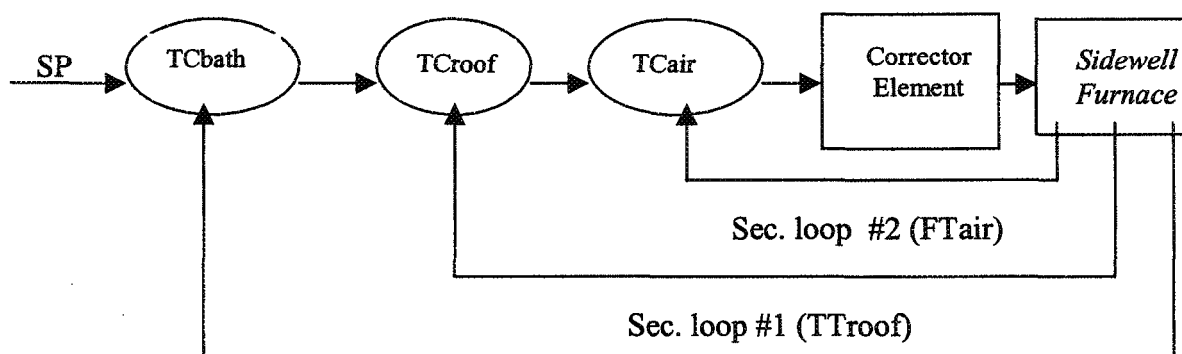 SP
TCbath
TCroof
TCair
Corrector
Element
Sidewell
Furnace
Sec. loop #2 (FTair)
Sec. loop #1 (TTroof)